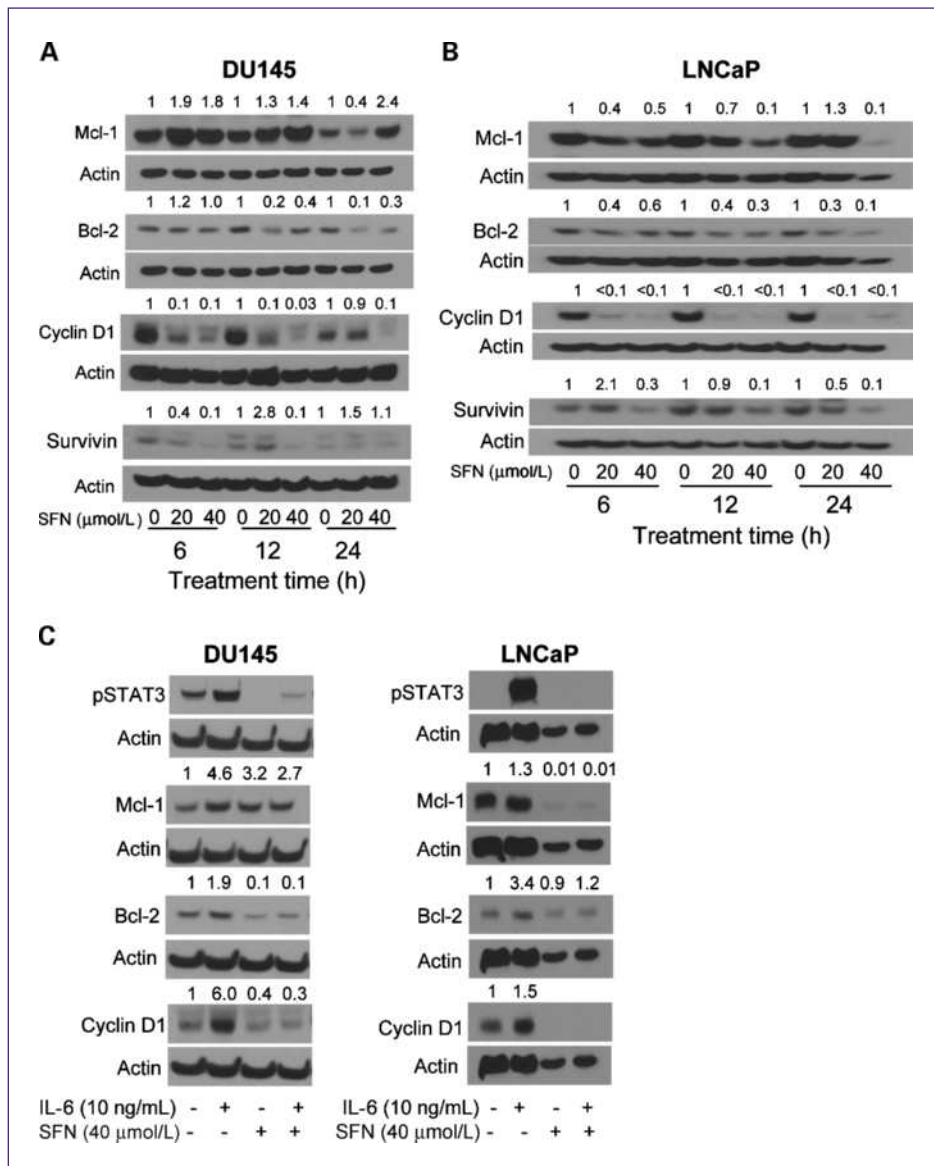 A
DU145
1 1.9 1.8 1 1.3 1.4 1 0.4 2.4
Mcl-1
Actin
1 1.2 1.0 1 0.2 0.4 1 0.1 0.3
Bcl-2
Actin
1 0.1 0.1 1 0.1 0.03 1 0.9 0.1
Cyclin D1
Actin
1 0.4 0.1 1 2.8 0.1 1 1.5 1.1
Survivin
Actin
SFN (μmol/L) 0 20 40 0 20 40 0 20 40
6 12 24
Treatment time (h)
B
LNCaP
1 0.4 0.5 1 0.7 0.1 1 1.3 0.1
Mcl-1
Actin
1 0.4 0.6 1 0.4 0.3 1 0.3 0.1
Bcl-2
Actin
1 <0.1 <0.1 1 <0.1 <0.1 1 <0.1 <0.1
Cyclin D1
Actin
1 2.1 0.3 1 0.9 0.1 1 0.5 0.1
Survivin
Actin
SFN (μmol/L) 0 20 40 0 20 40 0 20 40
6 12 24
Treatment time (h)
C
DU145
pSTAT3
Actin
1 4.6 3.2 2.7
Mcl-1
Actin
1 1.9 0.1 0.1
Bcl-2
Actin
1 6.0 0.4 0.3
Cyclin D1
Actin
IL-6 (10 ng/mL) - + - +
SFN (40 μmol/L) - - + +
LNCaP
pSTAT3
Actin
1 1.3 0.01 0.01
Mcl-1
Actin
1 3.4 0.9 1.2
Bcl-2
Actin
1 1.5
Cyclin D1
Actin
IL-6 (10 ng/mL) - + - +
SFN (40 μmol/L) - - + +